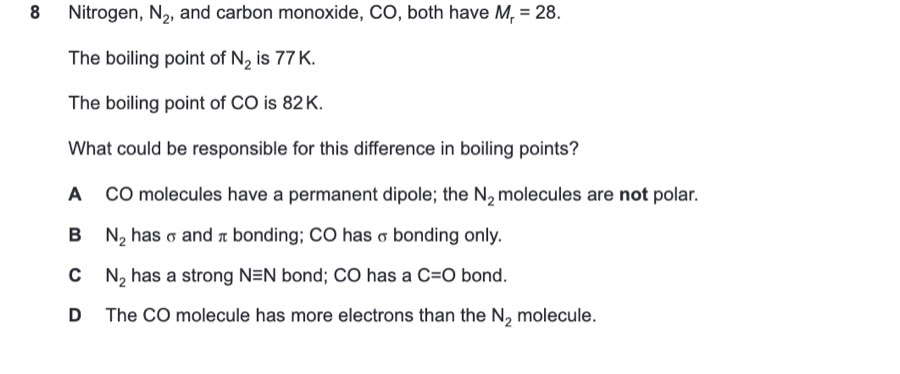 8 Nitrogen, N₂, and carbon monoxide, CO, both have Mᵣ = 28.
The boiling point of N₂ is 77 K.
The boiling point of CO is 82 K.
What could be responsible for this difference in boiling points?
A CO molecules have a permanent dipole; the N₂ molecules are not polar.
B N₂ has σ and π bonding; CO has σ bonding only.
C N₂ has a strong N≡N bond; CO has a C=O bond.
D The CO molecule has more electrons than the N₂ molecule.